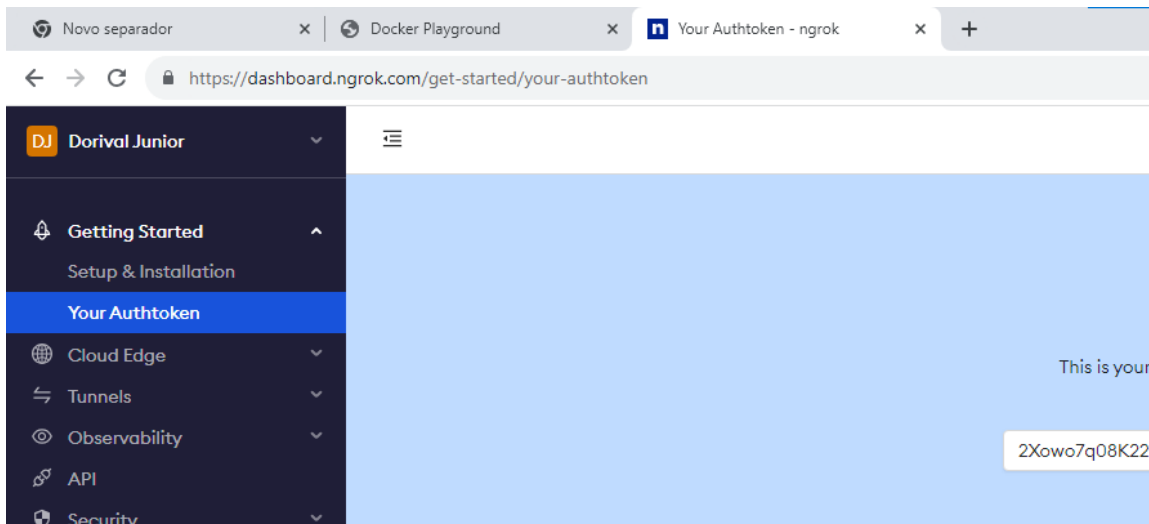 Novo separador
Docker Playground
Your Authtoken - ngrok
https://dashboard.ngrok.com/get-started/your-authtoken
DJ Dorival Junior
Getting Started
Setup & Installation
Your Authtoken
Cloud Edge
Tunnels
This is your
Observability
2Xowo7q08K22
API
Security